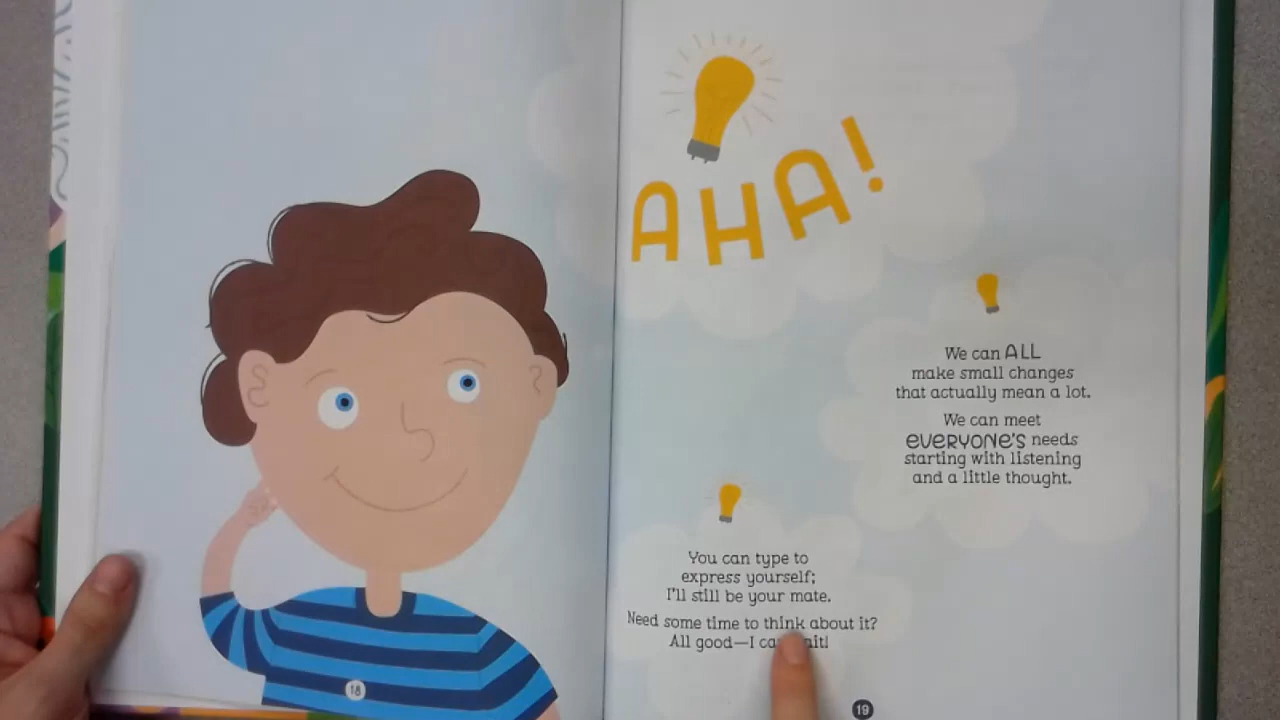 AHA!
We can ALL
make small changes
that actually mean a lot.
We can meet
EVERYONE'S needs
starting with listening
and a little thought.
You can type to
express yourself;
I'll still be your mate.
Need some time to think about it?
All good—I
18
19